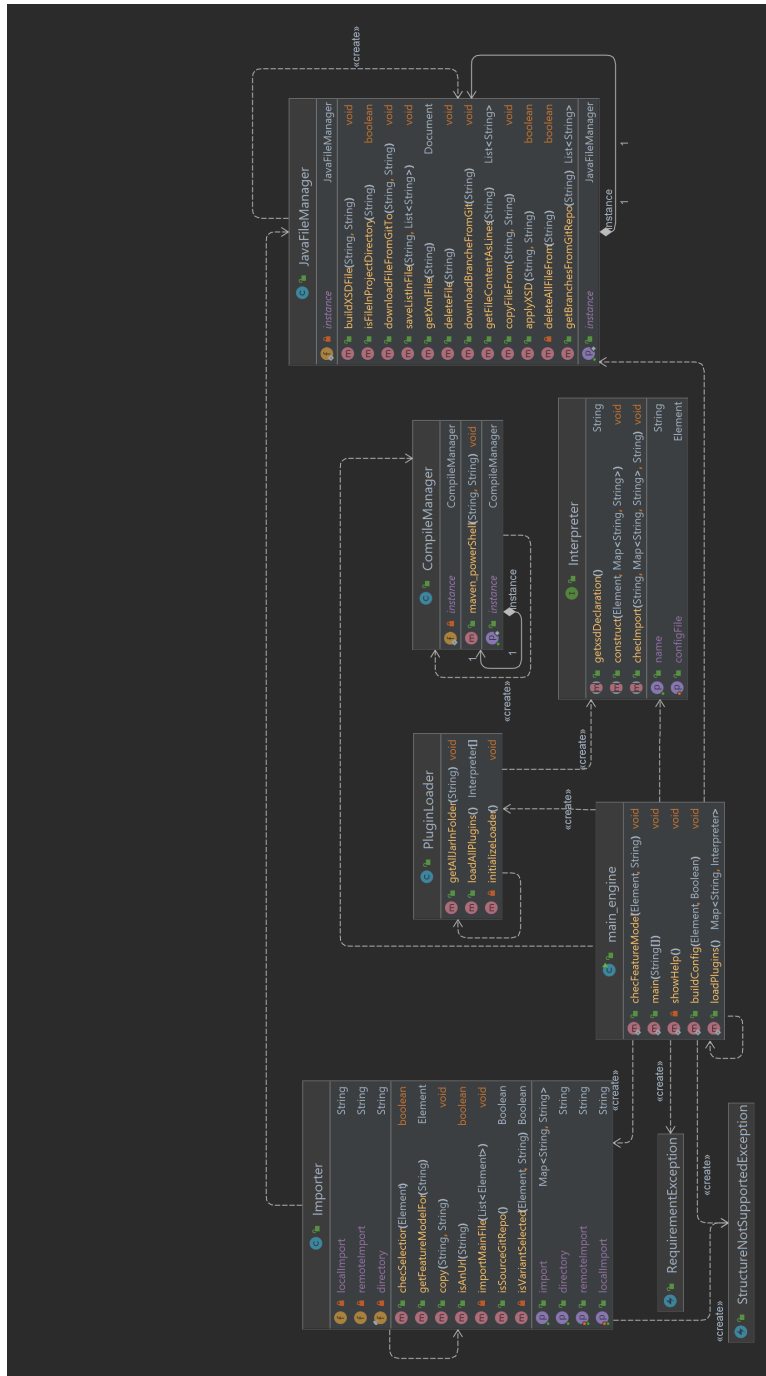 JavaFileManager
instance JavaFileManager
buildXSDFile(String, String) void
isFileInProjectDirectory(String) boolean
downloadFileFromGitTo(String, String) void
saveListInFile(String, List<String>) void
getXmlFile(String) Document
deleteFile(String) void
downloadBrancheFromGit(String) void
getFileContentAsLines(String) List<String>
copyFileFrom(String, String) void
applyXSD(String, String) boolean
deleteAllFileFrom(String) boolean
getBranchesFromGitRepo(String) List<String>
instance JavaFileManager
«create»
instance
1
1
CompileManager
instance CompileManager
maven_powerShell(String, String) void
instance CompileManager
instance
1
1
«create»
PluginLoader
getAllJarInFolder(String) void
loadAllPlugins() Interpreter[]
initializeLoader() void
«create»
«create»
Interpreter
getxsdDeclaration() String
construct(Element, Map<String, String>) void
checImport(String, Map<String, String>, String) void
name String
configFile Element
Importer
localImport String
remoteImport String
directory String
checSelection(Element) boolean
getFeatureModelFor(String) Element
copy(String, String) void
isAnUrl(String) boolean
importMainFile(List<Element>) void
isSourceGitRepo() Boolean
isVariantSelected(Element, String) Boolean
import Map<String, String>
directory String
remoteImport String
localImport String
main_engine
checFeatureMode(Element, String) void
main(String[]) void
showHelp() void
buildConfig(Element, Boolean) void
loadPlugins() Map<String, Interpreter>
«create»
«create»
«create»
«create»
RequirementException
StructureNotSupportedException